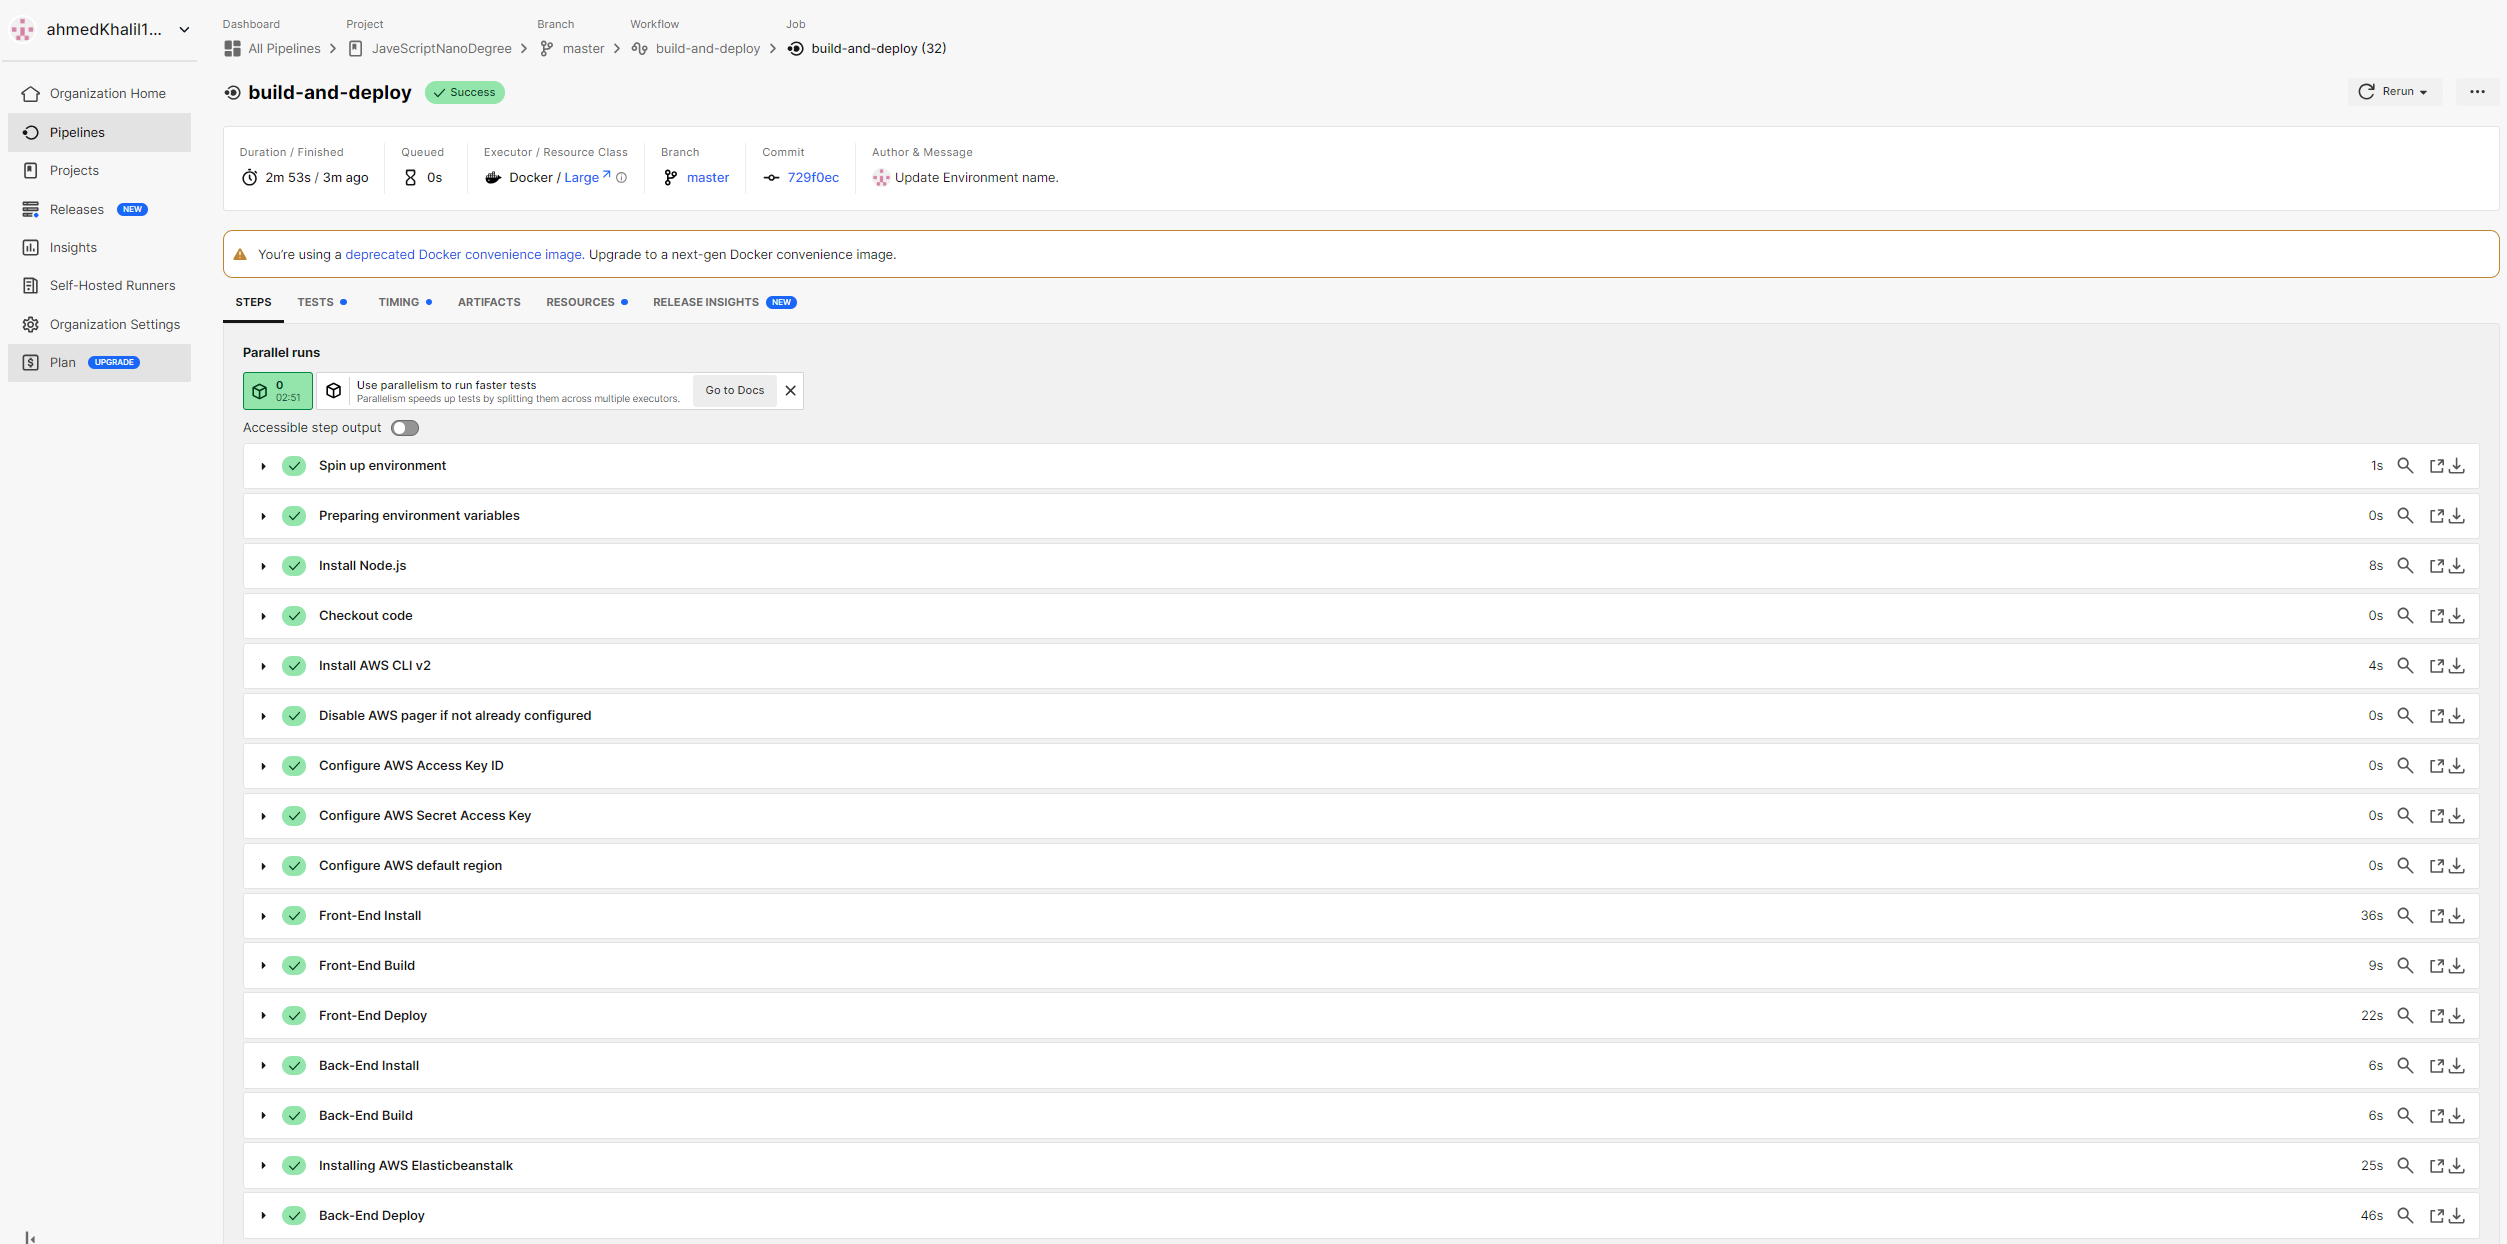 ahmedKhalil1...
Organization Home
Pipelines
Projects
Releases NEW
Insights
Self-Hosted Runners
Organization Settings
Plan UPGRADE
Dashboard Project Branch Workflow Job
All Pipelines JaveScriptNanoDegree master build-and-deploy build-and-deploy (32)
build-and-deploy Success
Rerun
Duration / Finished Queued Executor / Resource Class Branch Commit Author & Message
2m 53s / 3m ago 0s Docker / Large master 729f0ec Update Environment name.
You're using a deprecated Docker convenience image. Upgrade to a next-gen Docker convenience image.
STEPS TESTS TIMING ARTIFACTS RESOURCES RELEASE INSIGHTS NEW
Parallel runs
0
02:51
Use parallelism to run faster tests
Parallelism speeds up tests by splitting them across multiple executors.
Go to Docs
Accessible step output
Spin up environment 1s
Preparing environment variables 0s
Install Node.js 8s
Checkout code 0s
Install AWS CLI v2 4s
Disable AWS pager if not already configured 0s
Configure AWS Access Key ID 0s
Configure AWS Secret Access Key 0s
Configure AWS default region 0s
Front-End Install 36s
Front-End Build 9s
Front-End Deploy 22s
Back-End Install 6s
Back-End Build 6s
Installing AWS Elasticbeanstalk 25s
Back-End Deploy 46s